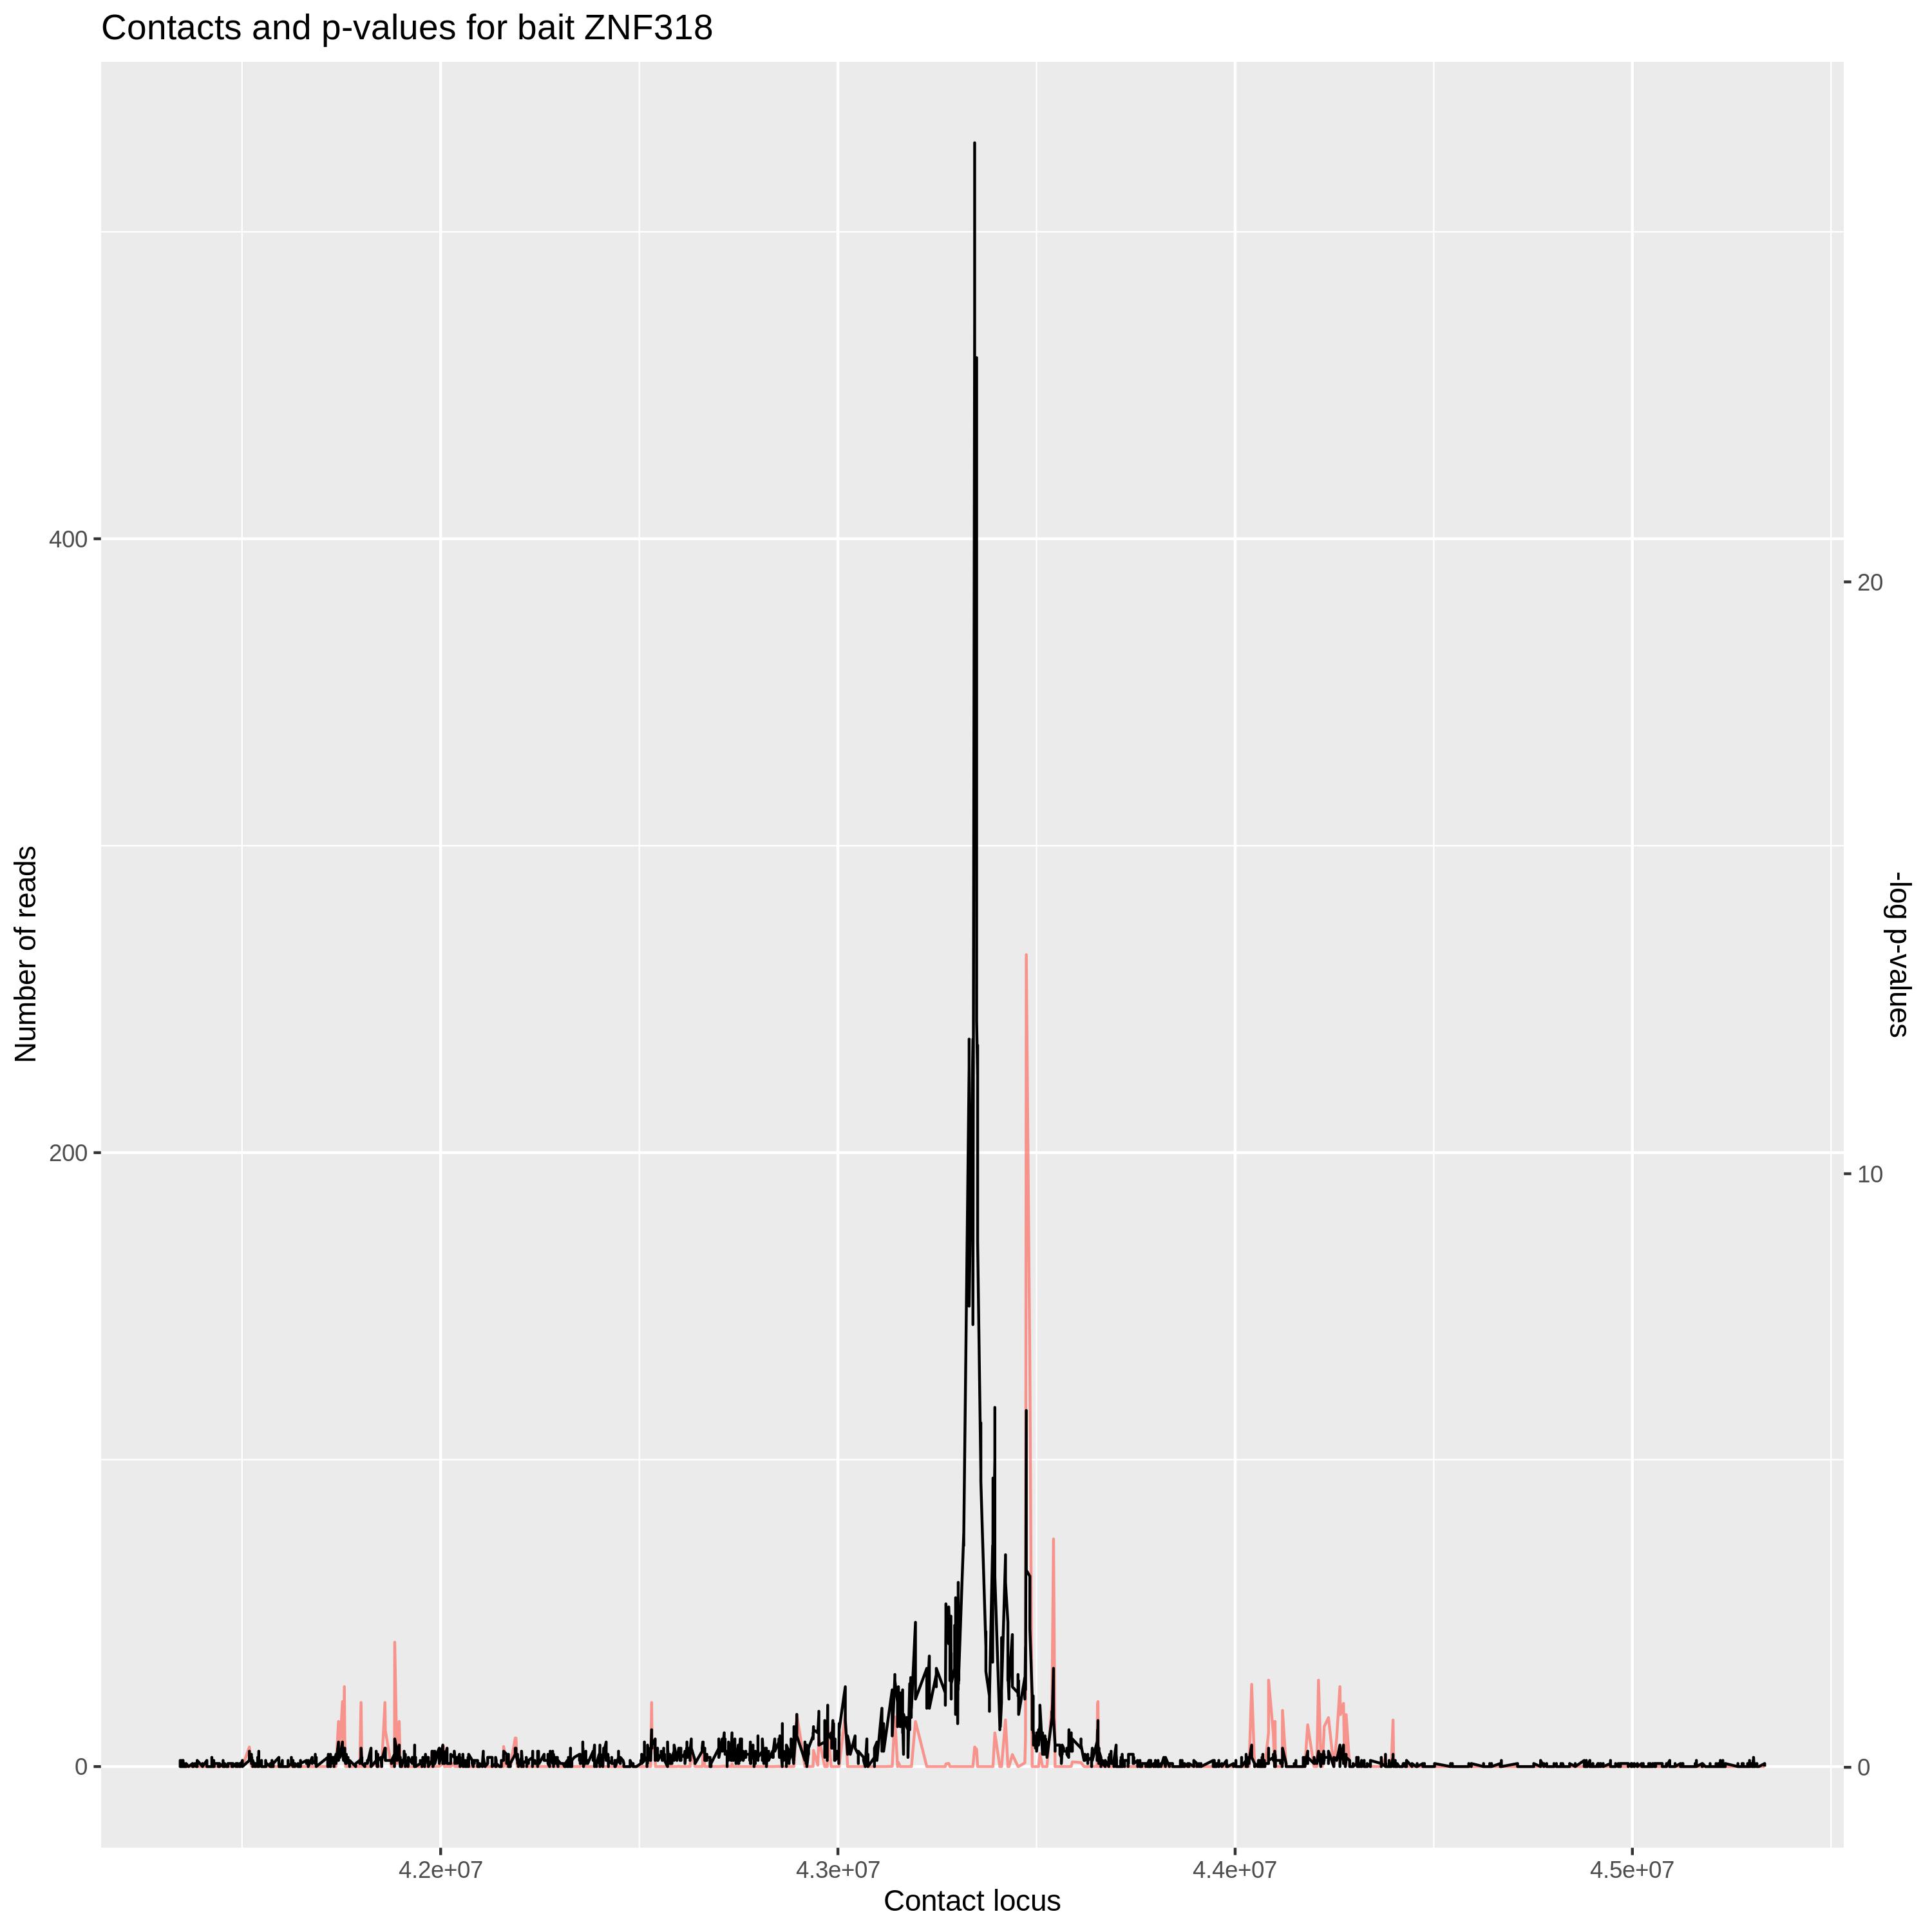 Contacts and p-values for bait ZNF318
Number of reads
400
200
0
20
10
0
-log p-values
4.2e+07 4.3e+07 4.4e+07 4.5e+07
Contact locus